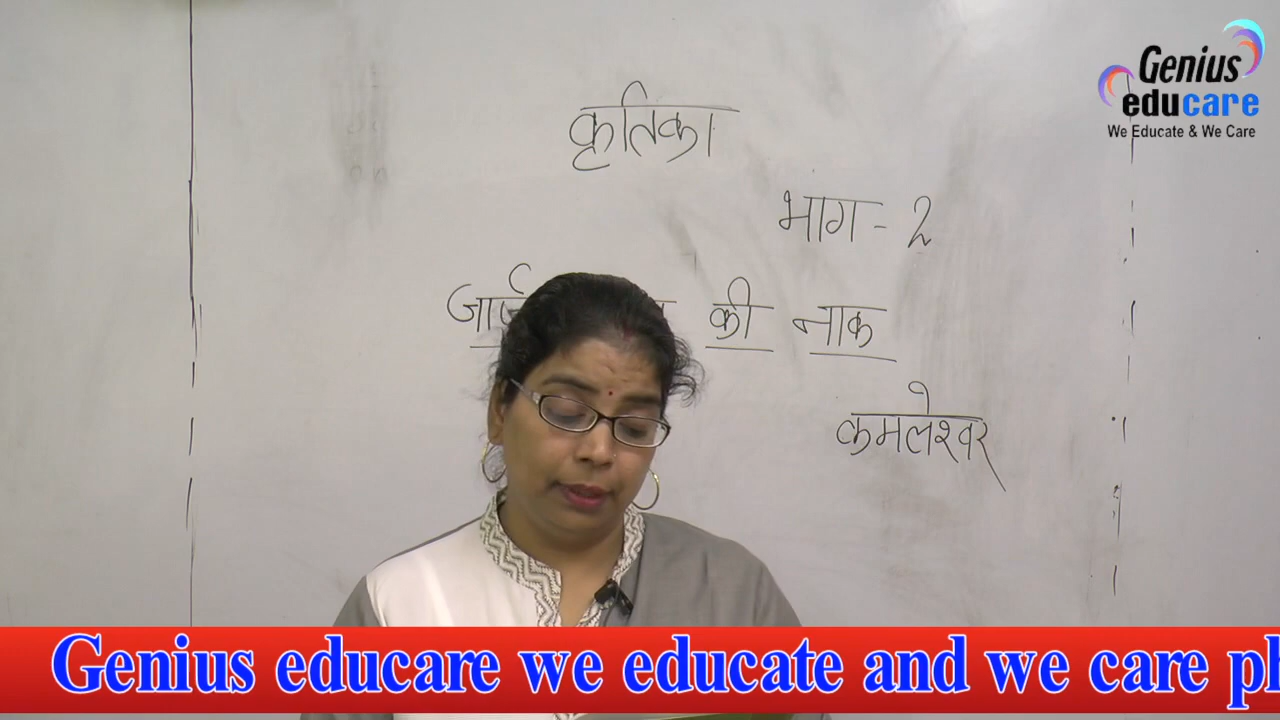 Genius
educare
We Educate & We Care
कृतिका
भाग - 2
की नाक
कमलेश्वर
Genius educare we educate and we care